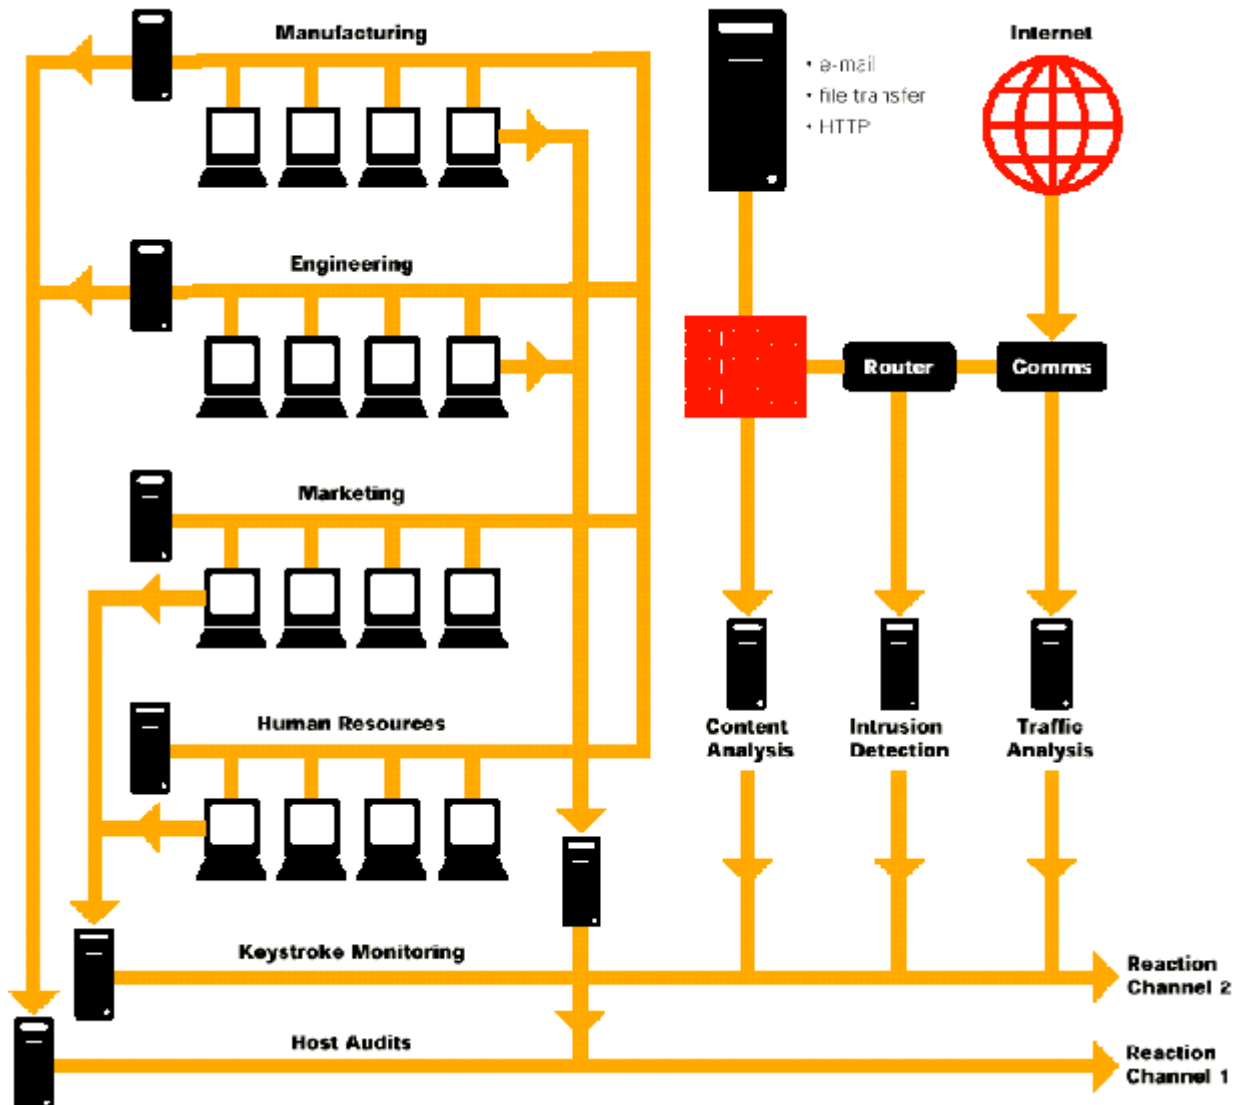 Manufacturing
Internet
• e-mail
• file transfer
• HTTP
Engineering
Router
Comms
Marketing
Human Resources
Content
Analysis
Intrusion
Detection
Traffic
Analysis
Keystroke Monitoring
Reaction
Channel 2
Host Audits
Reaction
Channel 1